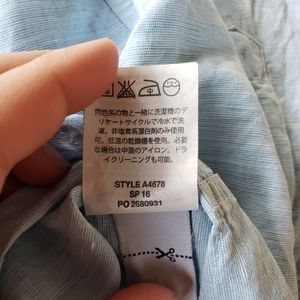 同色系の物と一緒に洗濯機のデ
リケートサイクルで冷水で洗
濯。非塩素系漂白剤のみ使用
可。低温の乾燥機を使用。必要
な場合は中温のアイロン。ドラ
イクリーニングも可能。
STYLE A4678
SP 16
PO 2680931